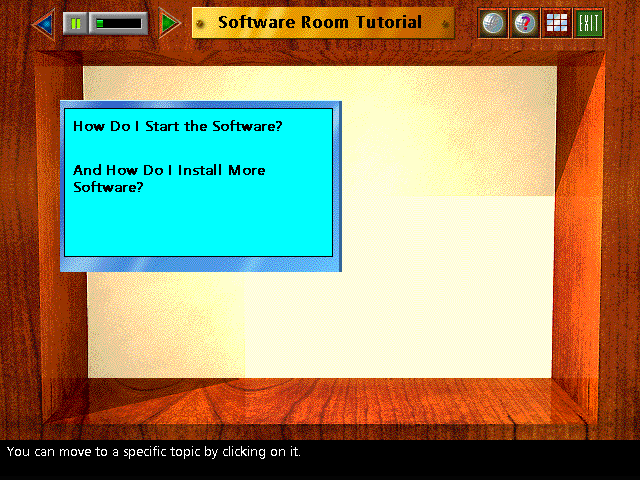 Software Room Tutorial
EXIT
How Do I Start the Software?
And How Do I Install More
Software?
You can move to a specific topic by clicking on it.